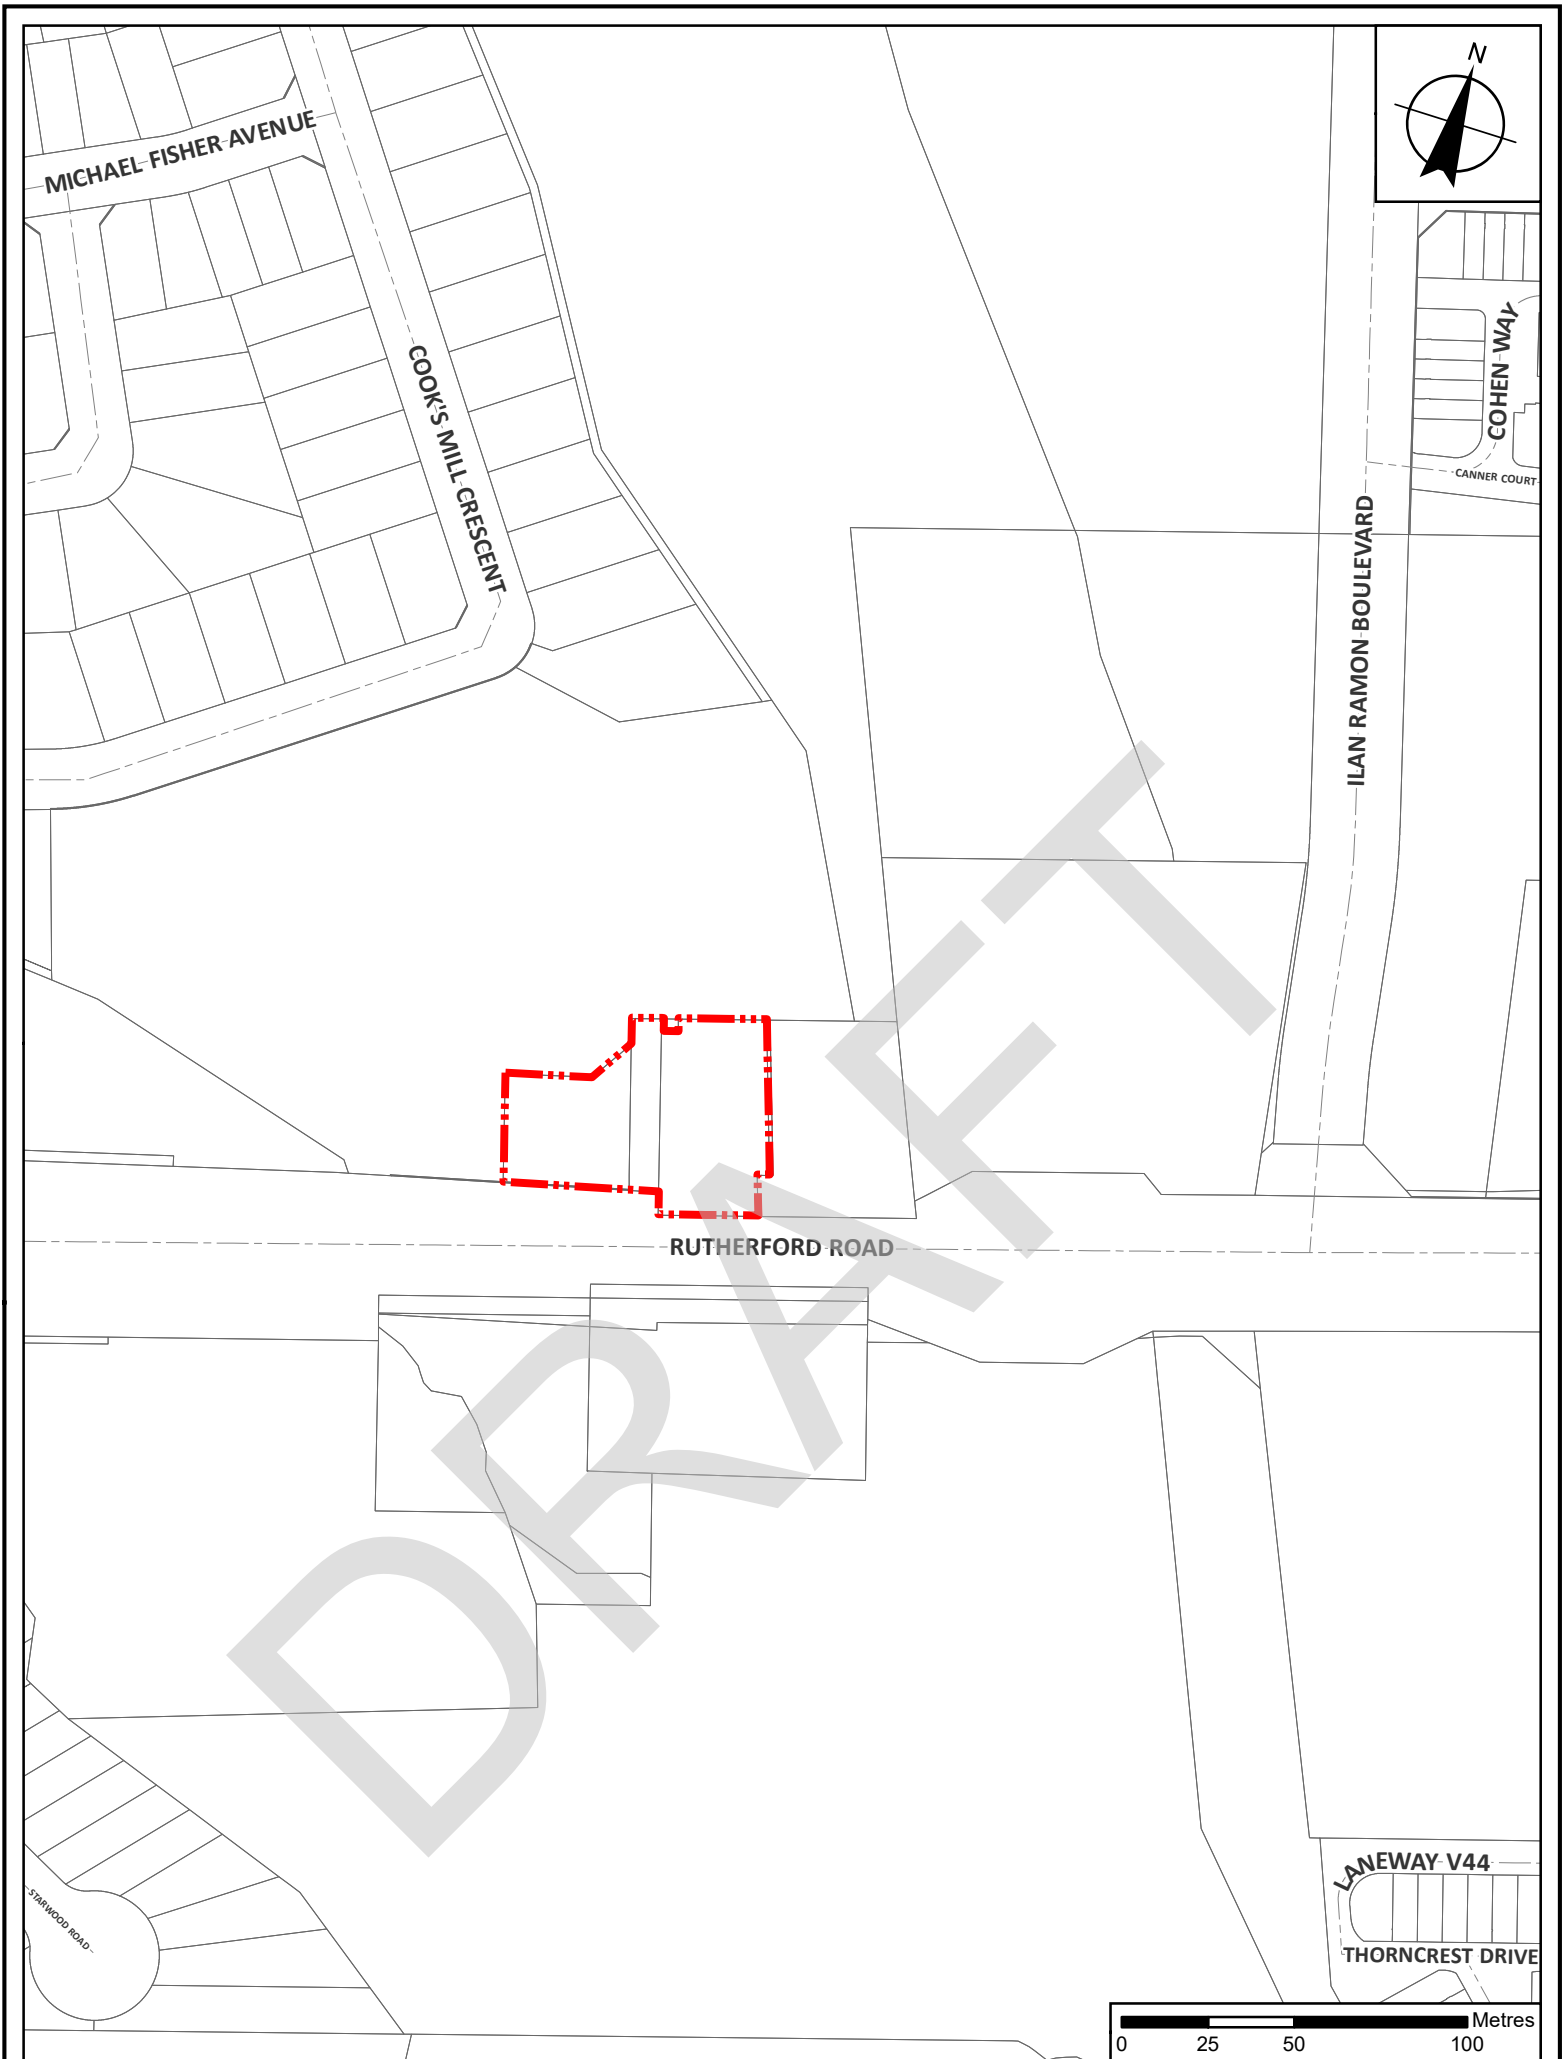 N
MICHAEL FISHER AVENUE
COOK'S MILL CRESCENT
COHEN WAY
CANNER COURT
ILAN RAMON BOULEVARD
RUTHERFORD ROAD
DRAFT
LANEWAY V44
STARWOOD ROAD
THORNCREST DRIVE
Metres
0 25 50 100